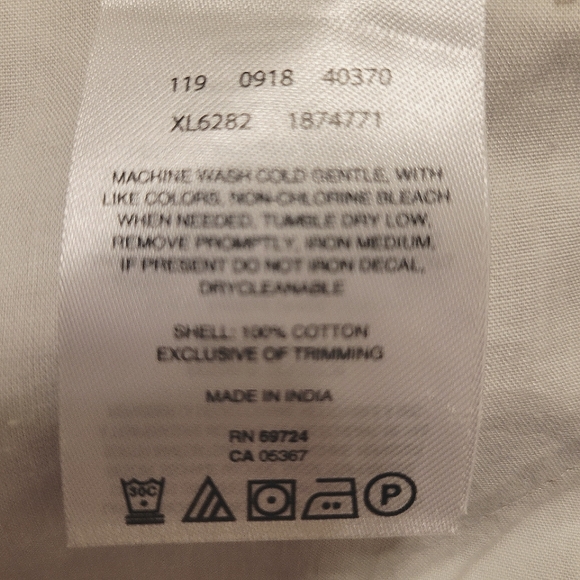 119 0918 40370
XL6282 1874771
MACHINE WASH COLD GENTLE, WITH
LIKE COLORS, NON-CHLORINE BLEACH
WHEN NEEDED, TUMBLE DRY LOW,
REMOVE PROMPTLY, IRON MEDIUM,
IF PRESENT DO NOT IRON DECAL,
DRYCLEANABLE
SHELL: 100% COTTON
EXCLUSIVE OF TRIMMING
MADE IN INDIA
RN 69724
CA 05367
30C
P